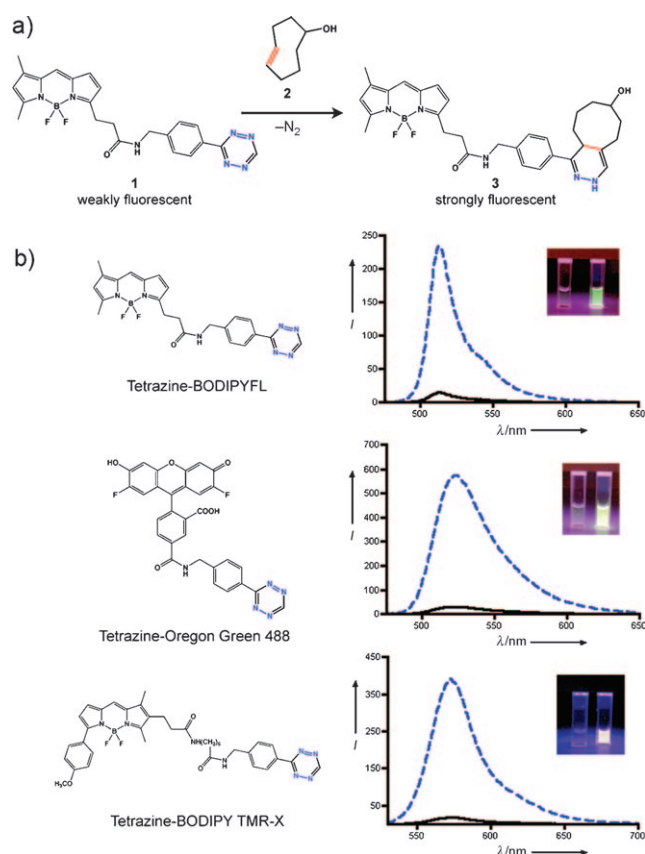 a)
OH
2
–N₂
N
N
B
F F
O
N
H
N
N
N
N
1
weakly fluorescent
OH
N
N
B
F F
O
N
H
N
N
H
3
strongly fluorescent
b)
N
N
B
F F
O
N
H
N
N
N
N
Tetrazine-BODIPYFL
250
200
150
100
50
0
I
500 550 600 650
λ/nm
HO
O
O
F
F
COOH
O
N
H
N
N
N
N
Tetrazine-Oregon Green 488
700
600
500
400
300
200
100
0
I
500 550 600 650
λ/nm
N
N
B
F F
H₃CO
O
N(CH₂)₅
H
O
N
H
N
N
N
N
Tetrazine-BODIPY TMR-X
450
350
250
150
50
I
550 600 650 700
λ/nm